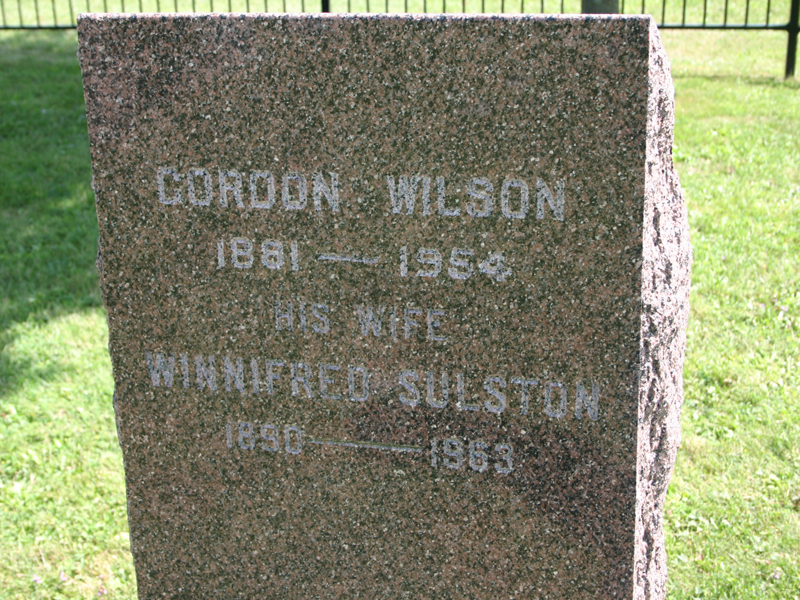 GORDON WILSON
1881 — 1954
HIS WIFE
WINNIFRED SULSTON
1890 — 1963